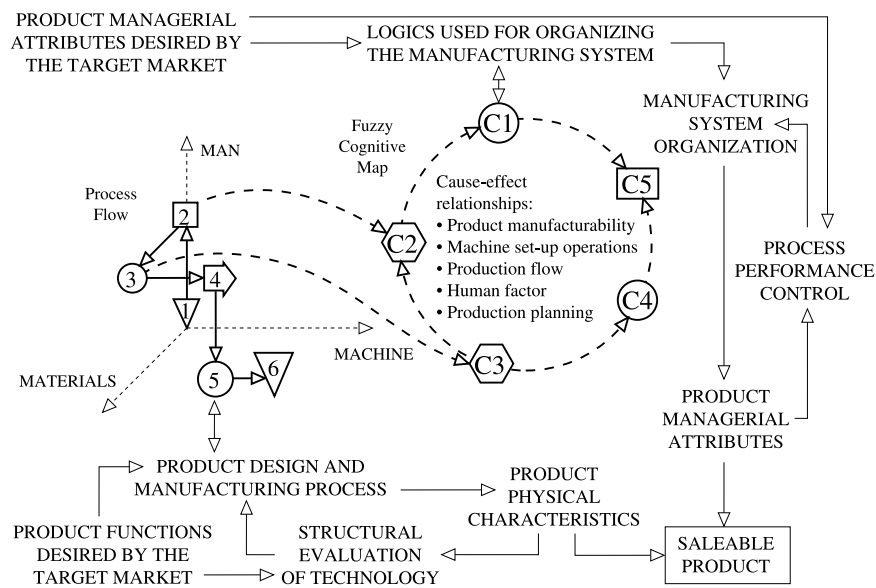 PRODUCT MANAGERIAL
ATTRIBUTES DESIRED BY
THE TARGET MARKET
LOGICS USED FOR ORGANIZING
THE MANUFACTURING SYSTEM
MANUFACTURING
SYSTEM
ORGANIZATION
MAN
Process
Flow
Fuzzy
Cognitive
Map
C1
C5
Cause-effect
relationships:
• Product manufacturability
• Machine set-up operations
• Production flow
• Human factor
• Production planning
2
C2
3
4
1
C4
PROCESS
PERFORMANCE
CONTROL
MACHINE
C3
MATERIALS
5
6
PRODUCT
MANAGERIAL
ATTRIBUTES
PRODUCT DESIGN AND
MANUFACTURING PROCESS
PRODUCT
PHYSICAL
CHARACTERISTICS
PRODUCT FUNCTIONS
DESIRED BY THE
TARGET MARKET
STRUCTURAL
EVALUATION
OF TECHNOLOGY
SALEABLE
PRODUCT